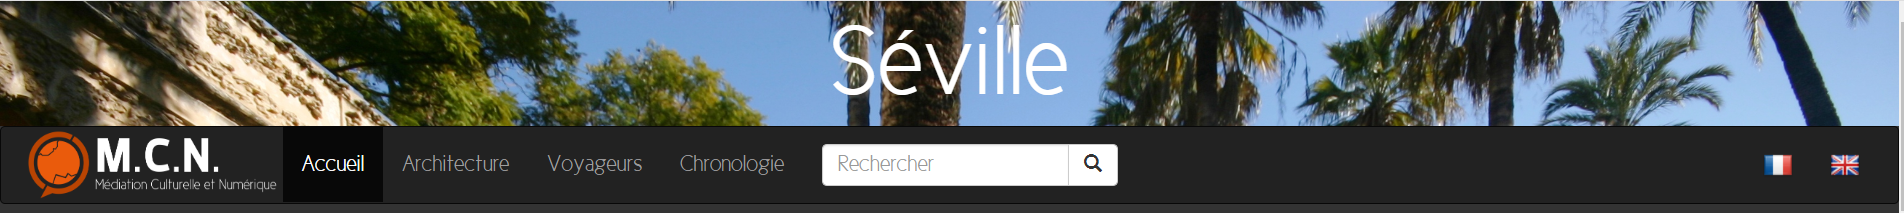 Séville
M.C.N.
Médiation Culturelle et Numérique
Accueil
Architecture
Voyageurs
Chronologie
Rechercher